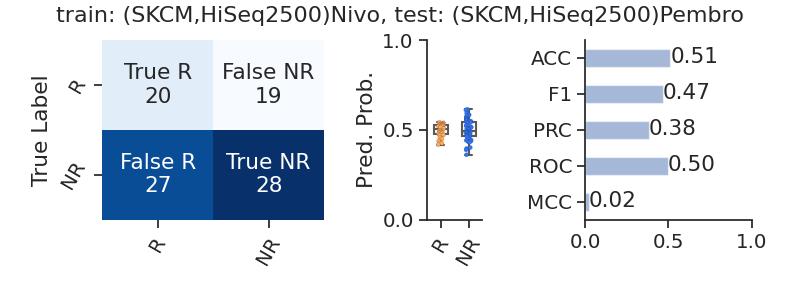 train: (SKCM,HiSeq2500)Nivo, test: (SKCM,HiSeq2500)Pembro
True Label
R
NR
True R
20
False NR
19
False R
27
True NR
28
R
NR
Pred. Prob.
1.0
0.5
0.0
R
NR
ACC
0.51
F1
0.47
PRC
0.38
ROC
0.50
MCC
0.02
0.0
0.5
1.0